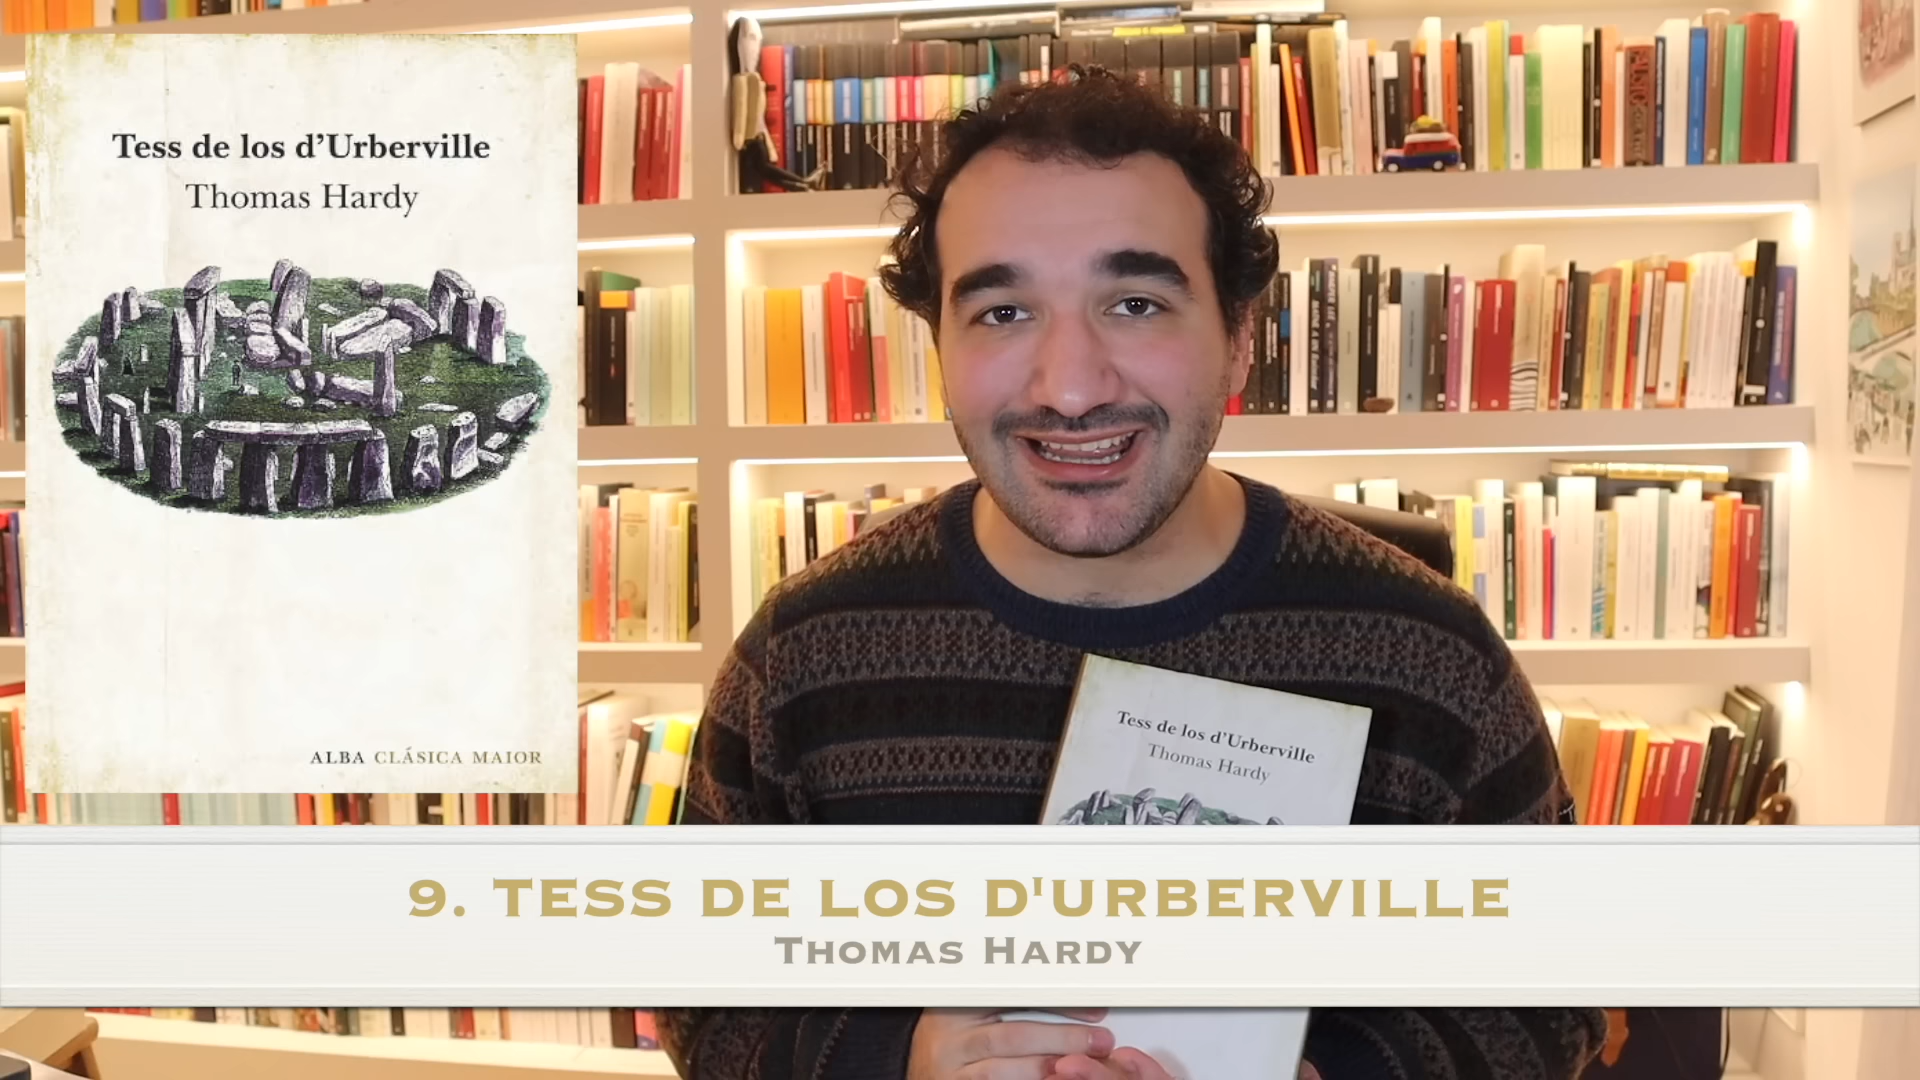 Tess de los d’Urberville
Thomas Hardy
ALBA CLÁSICA MAIOR
Tess de los d’Urberville
Thomas Hardy
9. TESS DE LOS D'URBERVILLE
THOMAS HARDY